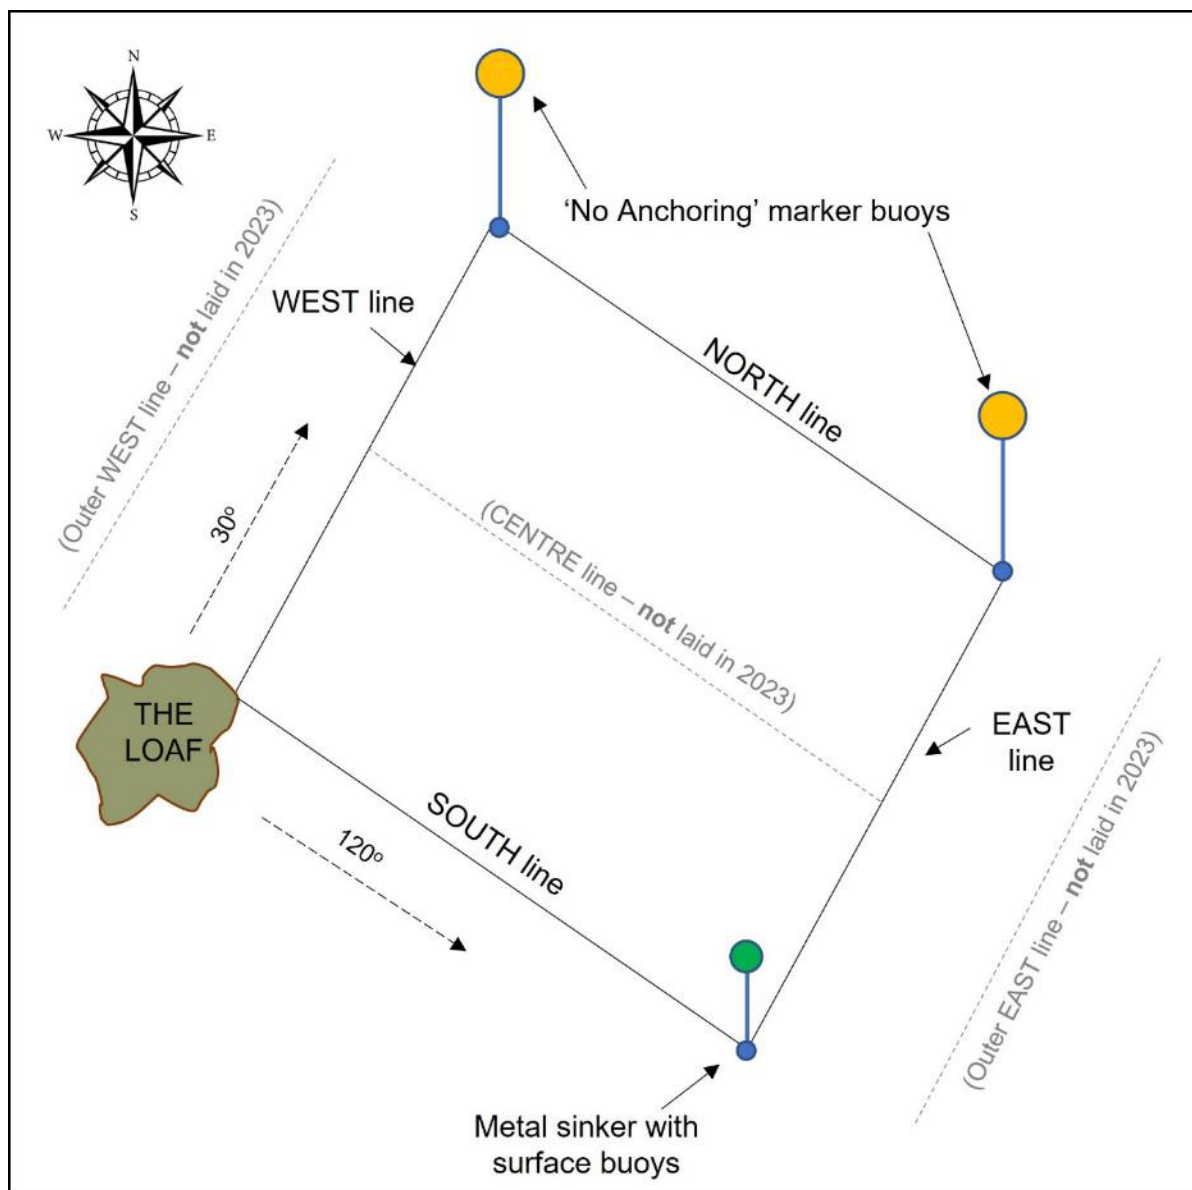 N
W
E
S
'No Anchoring' marker buoys
(Outer WEST line – not laid in 2023)
WEST line
NORTH line
30º
(CENTRE line – not laid in 2023)
THE
LOAF
EAST
line
SOUTH line
120º
(Outer EAST line – not laid in 2023)
Metal sinker with
surface buoys